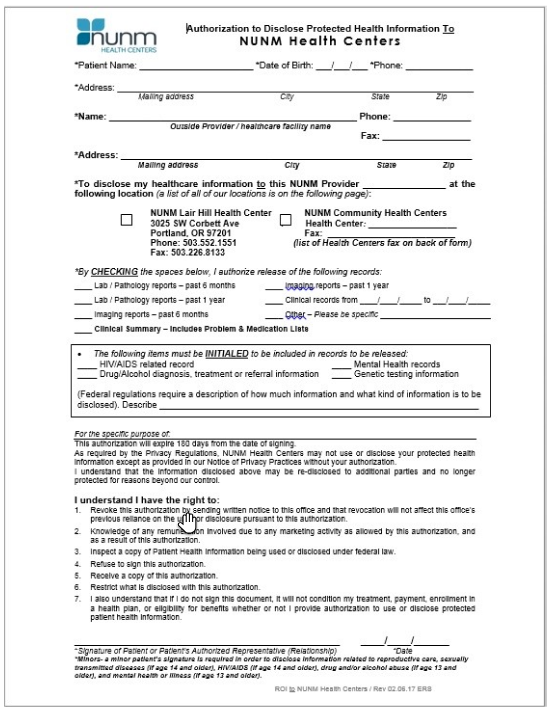 nunm
HEALTH CENTERS
Authorization to Disclose Protected Health Information To
NUNM Health Centers
*Patient Name: ____________ *Date of Birth: ___/___/___ *Phone: ____________
*Address: ____________
Mailing address City State Zip
*Name: ____________ Phone: ____________
Outside Provider / healthcare facility name
Fax: ____________
*Address: ____________
Mailing address City State Zip
*To disclose my healthcare information to this NUNM Provider ____________ at the
following location (a list of all of our locations is on the following page):
NUNM Lair Hill Health Center
3025 SW Corbett Ave
Portland, OR 97201
Phone: 503.552.1551
Fax: 503.226.8133
NUNM Community Health Centers
Health Center: ____________
Fax: ____________
(list of Health Centers fax on back of form)
*By CHECKING the spaces below, I authorize release of the following records:
____ Lab / Pathology reports – past 6 months ____ Imaging reports – past 1 year
____ Lab / Pathology reports – past 1 year ____ Clinical records from ___/___/___ to ___/___/___
____ Imaging reports – past 6 months ____ Other – Please be specific ____________
____ Clinical Summary – Includes Problem & Medication Lists
• The following items must be INITIALED to be included in records to be released:
____ HIV/AIDS related record ____ Mental Health records
____ Drug/Alcohol diagnosis, treatment or referral information ____ Genetic testing information
(Federal regulations require a description of how much information and what kind of information is to be
disclosed). Describe ____________
For the specific purpose of: ____________
This authorization will expire 180 days from the date of signing.
As required by the Privacy Regulations, NUNM Health Centers may not use or disclose your protected health
information except as provided in our Notice of Privacy Practices without your authorization.
I understand that the information disclosed above may be re-disclosed to additional parties and no longer
protected for reasons beyond our control.
I understand I have the right to:
1. Revoke this authorization by sending written notice to this office and that revocation will not affect this office's
previous reliance on the or disclosure pursuant to this authorization.
2. Knowledge of any involved due to any marketing activity as allowed by this authorization, and
as a result of this authorization.
3. Inspect a copy of Patient Health Information being used or disclosed under federal law.
4. Refuse to sign this authorization.
5. Receive a copy of this authorization.
6. Restrict what is disclosed with this authorization.
7. I also understand that if I do not sign this document, it will not condition my treatment, payment, enrollment in
a health plan, or eligibility for benefits whether or not I provide authorization to use or disclose protected
patient health information.
____________ ___/___/___
*Signature of Patient or Patient's Authorized Representative (Relationship) *Date
*Minors- a minor patient's signature is required in order to disclose information related to reproductive care, sexually
transmitted diseases (if age 14 and older), HIV/AIDS (if age 14 and older), drug and/or alcohol abuse (if age 13 and
older), and mental health or illness (if age 13 and older).
ROI to NUNM Health Centers / Rev 02.06.17 ERS